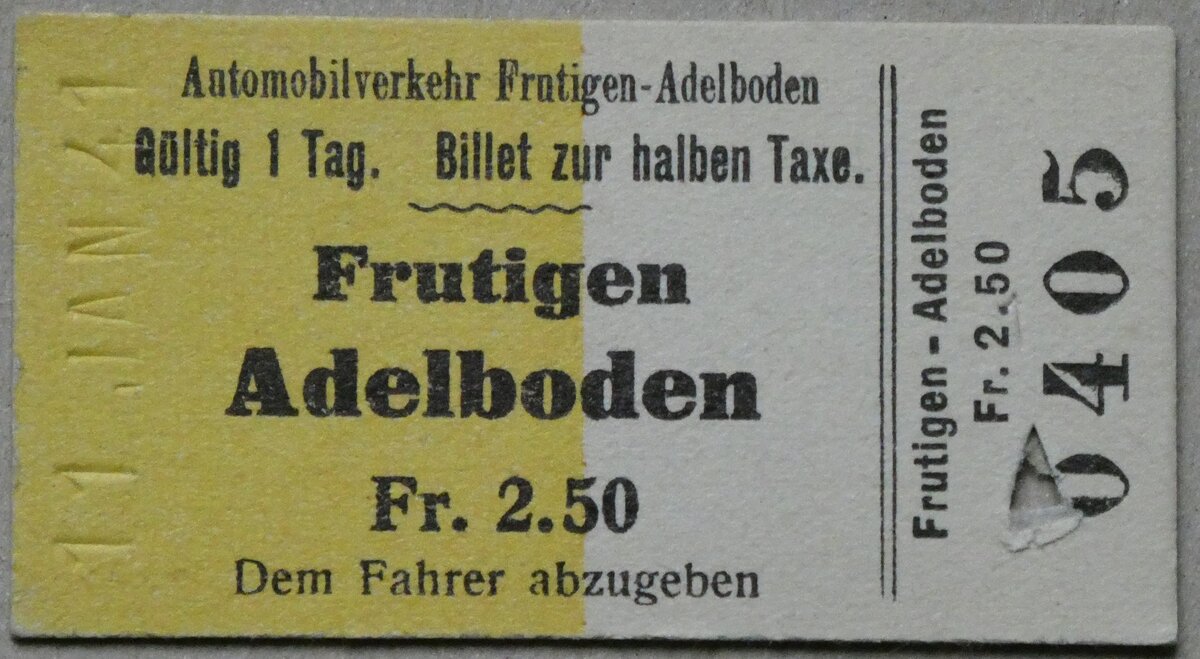 Automobilverkehr Frutigen-Adelboden
Gültig 1 Tag. Billet zur halben Taxe.
Frutigen
Adelboden
Fr. 2.50
Dem Fahrer abzugeben
Frutigen - Adelboden
Fr. 2.50
0405
11. JAN 41